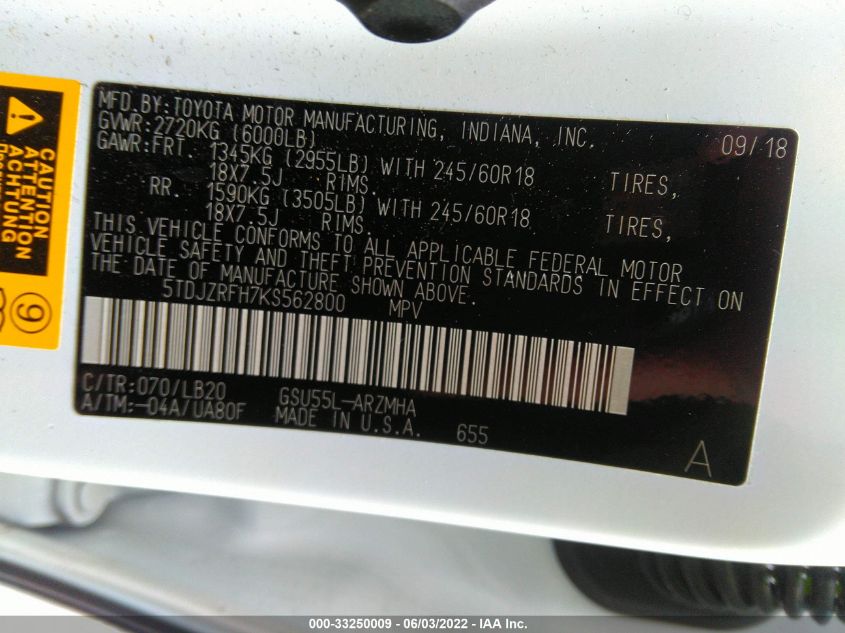 MFD.BY:TOYOTA MOTOR MANUFACTURING, INDIANA, INC. 09/18
GVWR:2720KG (6000LB)
GAWR:FRT. 1345KG (2955LB) WITH 245/60R18 TIRES,
18X7.5J RIMS.
RR. 1590KG (3505LB) WITH 245/60R18 TIRES,
18X7.5J RIMS.
THIS VEHICLE CONFORMS TO ALL APPLICABLE FEDERAL MOTOR
VEHICLE SAFETY AND THEFT PREVENTION STANDARDS IN EFFECT ON
THE DATE OF MANUFACTURE SHOWN ABOVE.
5TDJZRFH7KS562800 MPV
C/TR:070/LB20 GSU55L-ARZMHA
A/TM:-04A/UA80F MADE IN U.S.A. 655
A
CAUTION
ATTENTION
ACHTUNG
9
000-33250009 - 06/03/2022 - IAA Inc.